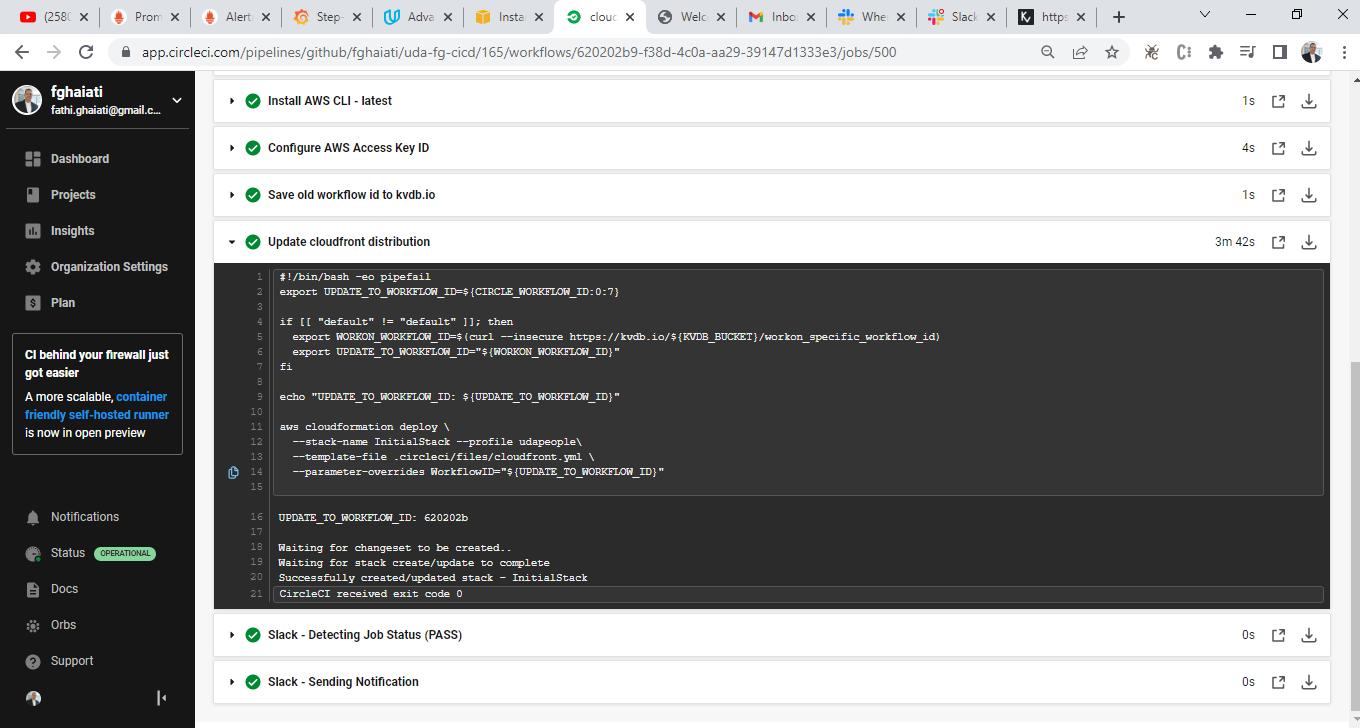 (258(
Prom
Alert
Step-
Adva
Insta
clouc
Welc
Inbo
Whe
Slack
https
app.circleci.com/pipelines/github/fghaiati/uda-fg-cicd/165/workflows/620202b9-f38d-4c0a-aa29-39147d1333e3/jobs/500
fghaiati
fathi.ghaiati@gmail.c...
Dashboard
Projects
Insights
Organization Settings
Plan
CI behind your firewall just
got easier
A more scalable, container
friendly self-hosted runner
is now in open preview
Notifications
Status OPERATIONAL
Docs
Orbs
Support
Install AWS CLI - latest 1s
Configure AWS Access Key ID 4s
Save old workflow id to kvdb.io 1s
Update cloudfront distribution 3m 42s
1 #!/bin/bash -eo pipefail
2 export UPDATE_TO_WORKFLOW_ID=${CIRCLE_WORKFLOW_ID:0:7}
3
4 if [[ "default" != "default" ]]; then
5 export WORKON_WORKFLOW_ID=$(curl --insecure https://kvdb.io/${KVDB_BUCKET}/workon_specific_workflow_id)
6 export UPDATE_TO_WORKFLOW_ID="${WORKON_WORKFLOW_ID}"
7 fi
8
9 echo "UPDATE_TO_WORKFLOW_ID: ${UPDATE_TO_WORKFLOW_ID}"
10
11 aws cloudformation deploy \
12 --stack-name InitialStack --profile udapeople\
13 --template-file .circleci/files/cloudfront.yml \
14 --parameter-overrides WorkflowID="${UPDATE_TO_WORKFLOW_ID}"
15
16 UPDATE_TO_WORKFLOW_ID: 620202b
17
18 Waiting for changeset to be created..
19 Waiting for stack create/update to complete
20 Successfully created/updated stack - InitialStack
21 CircleCI received exit code 0
Slack - Detecting Job Status (PASS) 0s
Slack - Sending Notification 0s